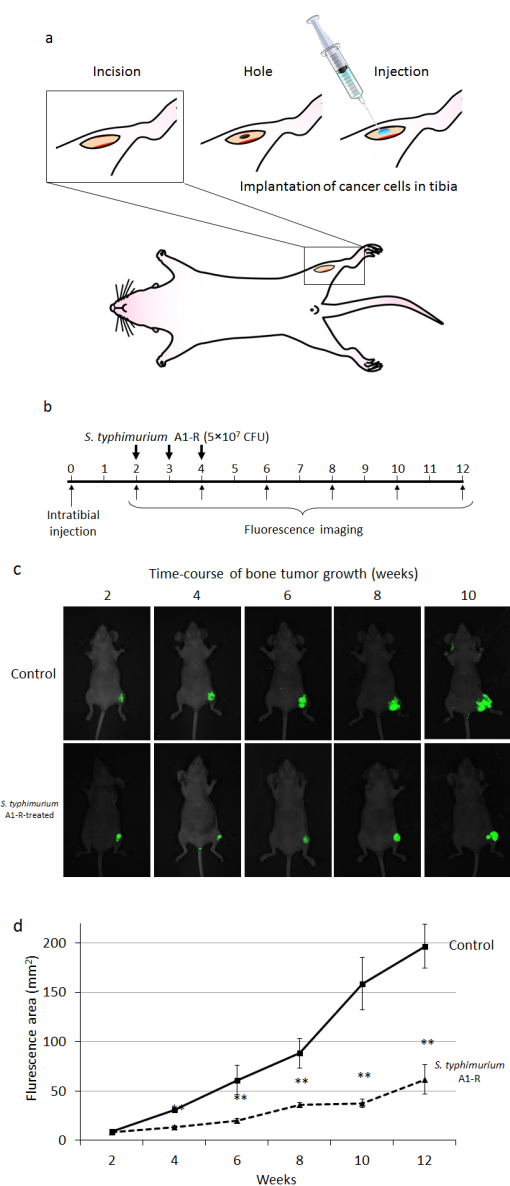 a
Incision
Hole
Injection
Implantation of cancer cells in tibia
b
S. typhimurium A1-R (5×10⁷ CFU)
0 1 2 3 4 5 6 7 8 9 10 11 12
Intratibial
injection
Fluorescence imaging
c
Time-course of bone tumor growth (weeks)
2 4 6 8 10
Control
S. typhimurium
A1-R-treated
d
Flurescence area (mm²)
200
150
100
50
0
Control
S. typhimurium
A1-R
**
**
**
**
**
2 4 6 8 10 12
Weeks